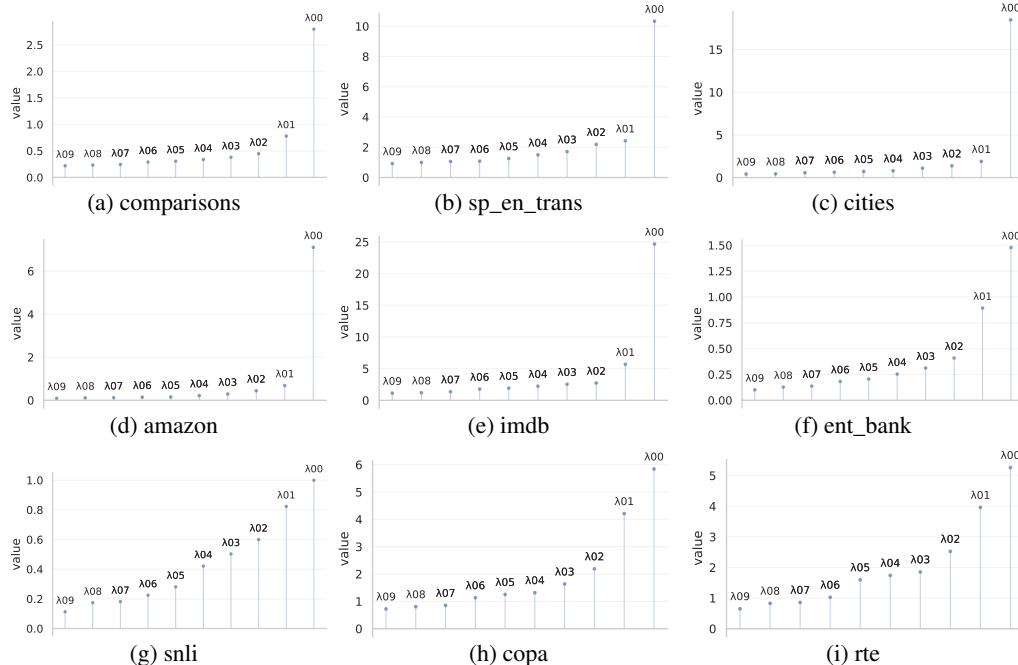 value
2.5
2.0
1.5
1.0
0.5
0.0
λ09 λ08 λ07 λ06 λ05 λ04 λ03 λ02 λ01 λ00
(a) comparisons
value
10
8
6
4
2
0
λ09 λ08 λ07 λ06 λ05 λ04 λ03 λ02 λ01 λ00
(b) sp_en_trans
value
15
10
5
0
λ09 λ08 λ07 λ06 λ05 λ04 λ03 λ02 λ01 λ00
(c) cities
value
6
4
2
0
λ09 λ08 λ07 λ06 λ05 λ04 λ03 λ02 λ01 λ00
(d) amazon
value
25
20
15
10
5
0
λ09 λ08 λ07 λ06 λ05 λ04 λ03 λ02 λ01 λ00
(e) imdb
value
1.50
1.25
1.00
0.75
0.50
0.25
0.00
λ09 λ08 λ07 λ06 λ05 λ04 λ03 λ02 λ01 λ00
(f) ent_bank
value
1.0
0.8
0.6
0.4
0.2
0.0
λ09 λ08 λ07 λ06 λ05 λ04 λ03 λ02 λ01 λ00
(g) snli
value
6
5
4
3
2
1
0
λ09 λ08 λ07 λ06 λ05 λ04 λ03 λ02 λ01 λ00
(h) copa
value
5
4
3
2
1
0
λ09 λ08 λ07 λ06 λ05 λ04 λ03 λ02 λ01 λ00
(i) rte